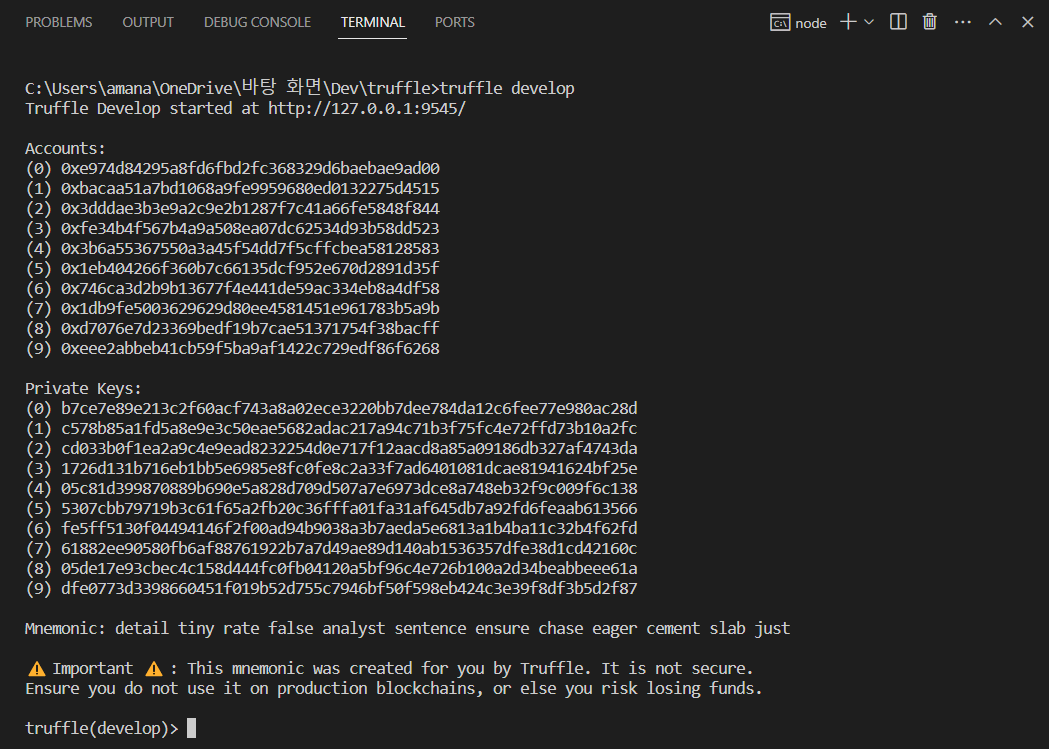 PROBLEMS OUTPUT DEBUG CONSOLE TERMINAL PORTS node
C:\Users\amana\OneDrive\바탕 화면\Dev\truffle>truffle develop
Truffle Develop started at http://127.0.0.1:9545/
Accounts:
(0) 0xe974d84295a8fd6fbd2fc368329d6baebae9ad00
(1) 0xbacaa51a7bd1068a9fe9959680ed0132275d4515
(2) 0x3dddae3b3e9a2c9e2b1287f7c41a66fe5848f844
(3) 0xfe34b4f567b4a9a508ea07dc62534d93b58dd523
(4) 0x3b6a55367550a3a45f54dd7f5cffcbea58128583
(5) 0x1eb404266f360b7c66135dcf952e670d2891d35f
(6) 0x746ca3d2b9b13677f4e441de59ac334eb8a4df58
(7) 0x1db9fe5003629629d80ee4581451e961783b5a9b
(8) 0xd7076e7d23369bedf19b7cae51371754f38bacff
(9) 0xeee2abbeb41cb59f5ba9af1422c729edf86f6268
Private Keys:
(0) b7ce7e89e213c2f60acf743a8a02ece3220bb7dee784da12c6fee77e980ac28d
(1) c578b85a1fd5a8e9e3c50eae5682adac217a94c71b3f75fc4e72ffd73b10a2fc
(2) cd033b0f1ea2a9c4e9ead8232254d0e717f12aacd8a85a09186db327af4743da
(3) 1726d131b716eb1bb5e6985e8fc0fe8c2a33f7ad6401081dcae81941624bf25e
(4) 05c81d399870889b690e5a828d709d507a7e6973dce8a748eb32f9c009f6c138
(5) 5307cbb79719b3c61f65a2fb20c36fffa01fa31af645db7a92fd6feaab613566
(6) fe5ff5130f04494146f2f00ad94b9038a3b7aeda5e6813a1b4ba11c32b4f62fd
(7) 61882ee90580fb6af88761922b7a7d49ae89d140ab1536357dfe38d1cd42160c
(8) 05de17e93cbec4c158d444fc0fb04120a5bf96c4e726b100a2d34beabbeee61a
(9) dfe0773d3398660451f019b52d755c7946bf50f598eb424c3e39f8df3b5d2f87
Mnemonic: detail tiny rate false analyst sentence ensure chase eager cement slab just
⚠️ Important ⚠️ : This mnemonic was created for you by Truffle. It is not secure.
Ensure you do not use it on production blockchains, or else you risk losing funds.
truffle(develop)>